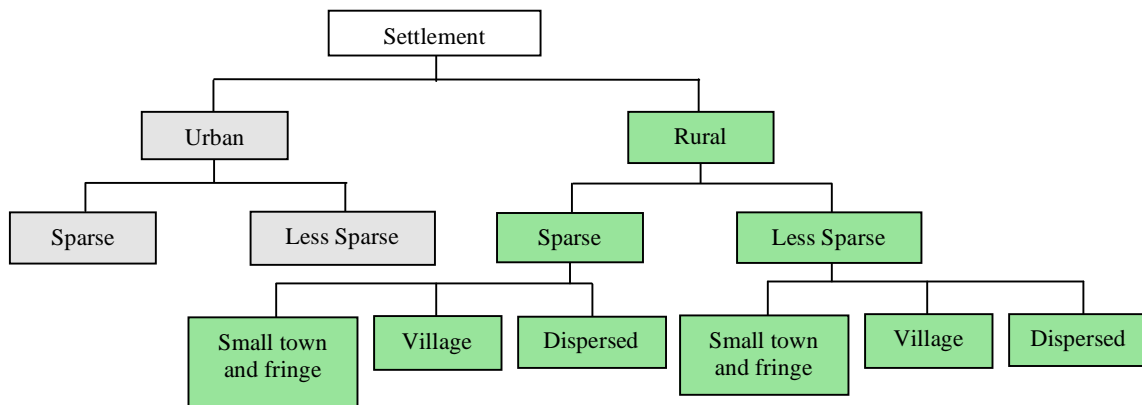 Settlement
Urban
Rural
Sparse
Less Sparse
Sparse
Less Sparse
Small town
and fringe
Village
Dispersed
Small town
and fringe
Village
Dispersed